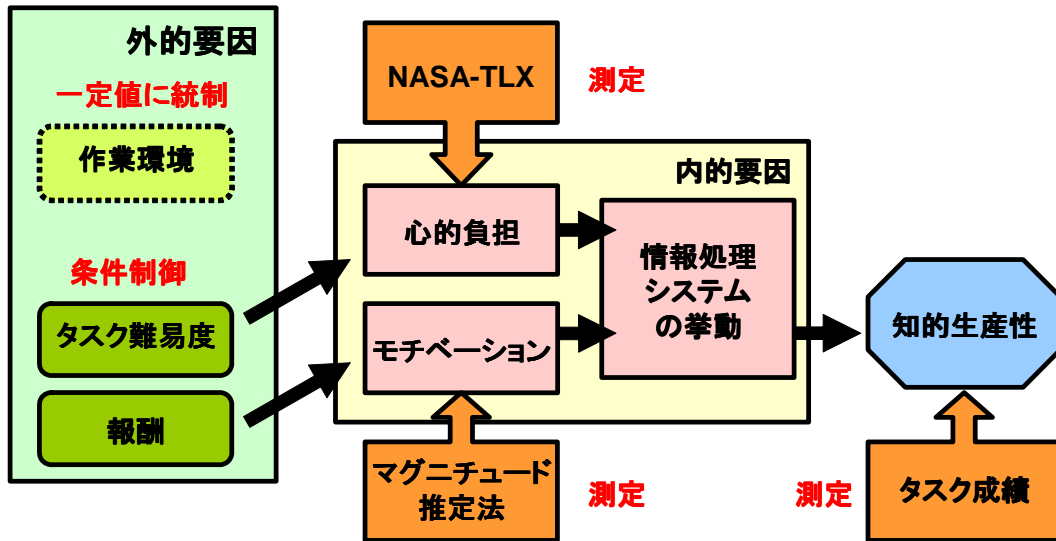 外的要因
一定値に統制
作業環境
条件制御
タスク難易度
報酬
NASA-TLX
測定
内的要因
心的負担
モチベーション
情報処理
システム
の挙動
知的生産性
マグニチュード
推定法
測定
測定
タスク成績